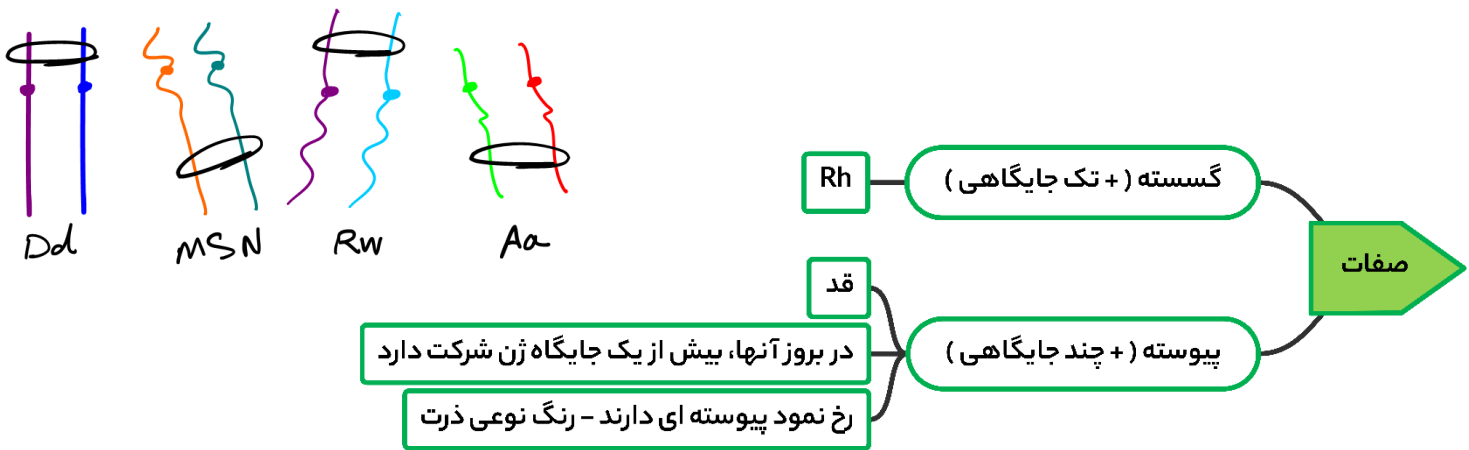 Dd
MSN
Rw
Aa
صفات
گسسته ( + تک جایگاهی )
Rh
پیوسته ( + چند جایگاهی )
قد
در بروز آنها، بیش از یک جایگاه ژن شرکت دارد
رخ نمود پیوسته ای دارند - رنگ نوعی ذرت